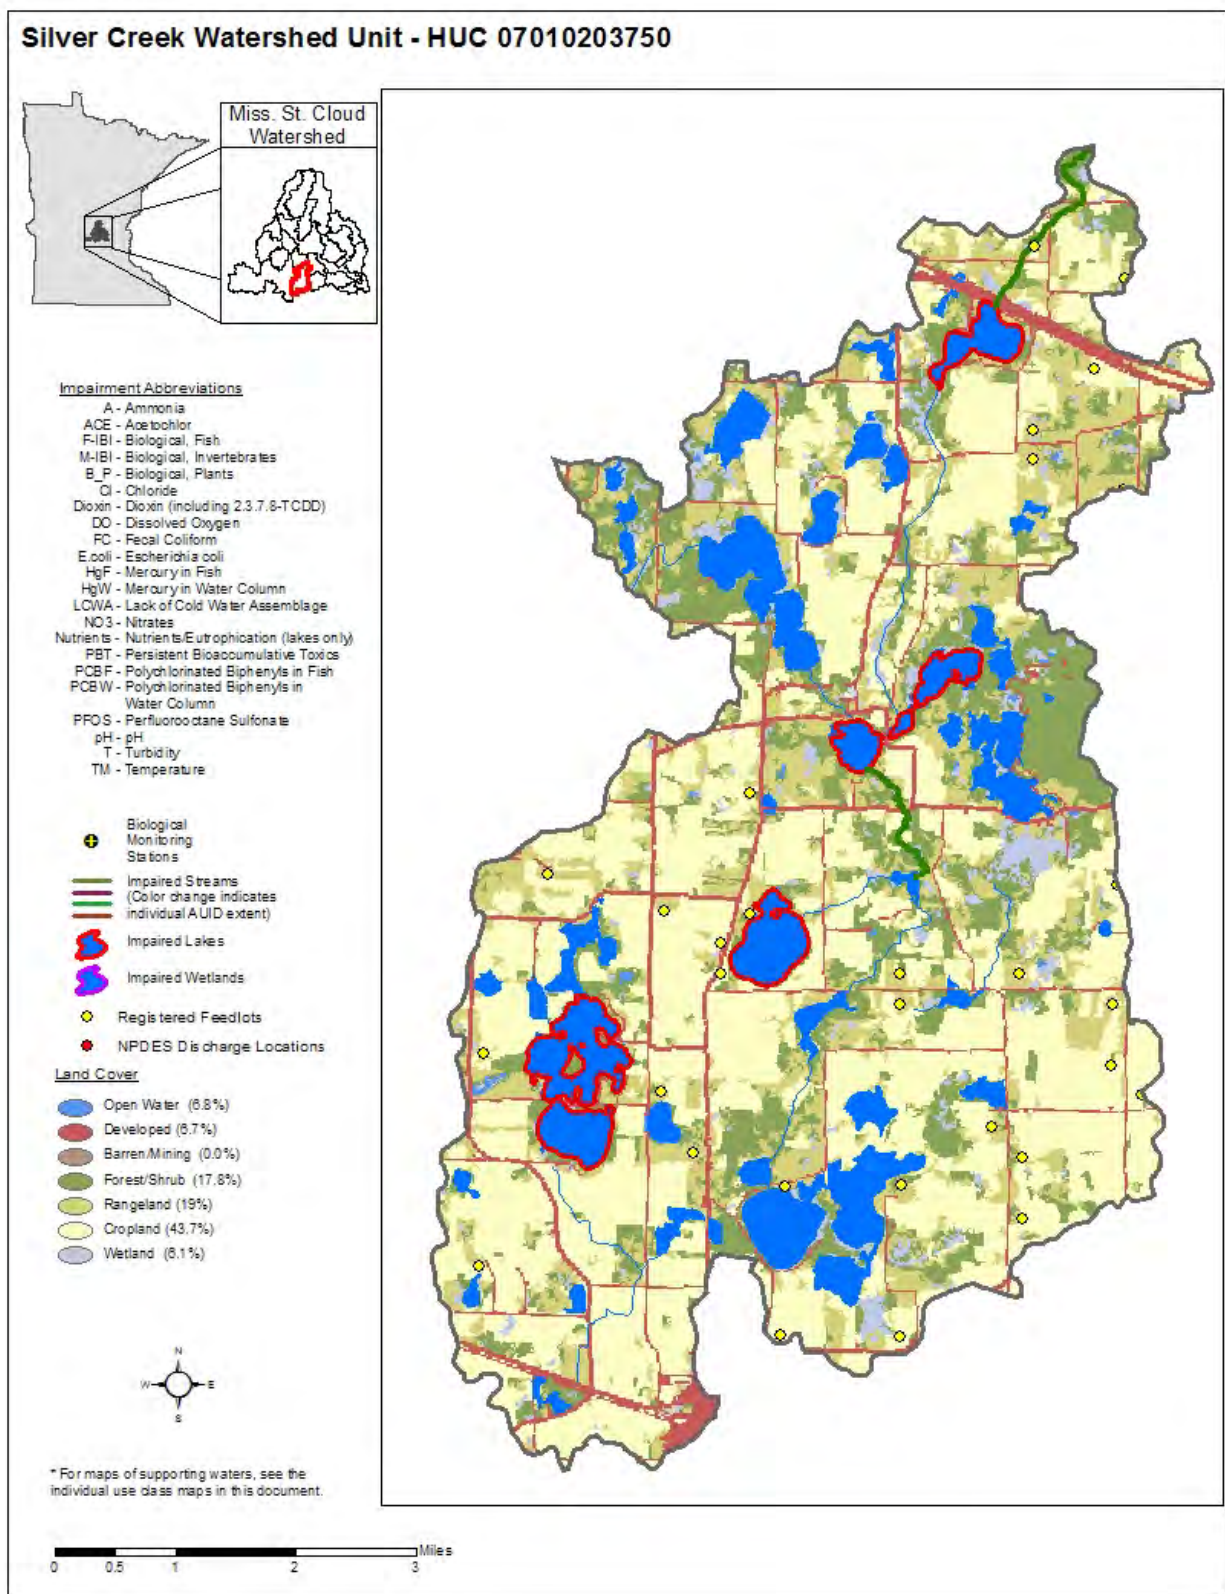 Silver Creek Watershed Unit - HUC 07010203750
Miss. St. Cloud
Watershed
Impairment Abbreviations
A - Ammonia
ACE - Acetochlor
F-IBI - Biological, Fish
M-IBI - Biological, Invertebrates
B_P - Biological, Plants
Cl - Chloride
Dioxin - Dioxin (including 2.3.7.8-TCDD)
DO - Dissolved Oxygen
FC - Fecal Coliform
E.coli - Escherichia coli
HgF - Mercury in Fish
HgW - Mercury in Water Column
LCWA - Lack of Cold Water Assemblage
NO3 - Nitrates
Nutrients - Nutrients/Eutrophication (lakes only)
PBT - Persistent Bioaccumulative Toxics
PCBF - Polychlorinated Biphenyls in Fish
PCBW - Polychlorinated Biphenyls in
Water Column
PFOS - Perfluorooctane Sulfonate
pH - pH
T - Turbidity
TM - Temperature
Biological
Monitoring
Stations
Impaired Streams
(Color change indicates
individual AUID extent)
Impaired Lakes
Impaired Wetlands
Registered Feedlots
NPDES Discharge Locations
Land Cover
Open Water (6.8%)
Developed (6.7%)
Barren/Mining (0.0%)
Forest/Shrub (17.8%)
Rangeland (19%)
Cropland (43.7%)
Wetland (6.1%)
N
W E
S
* For maps of supporting waters, see the
individual use class maps in this document.
Miles
0 0.5 1 2 3